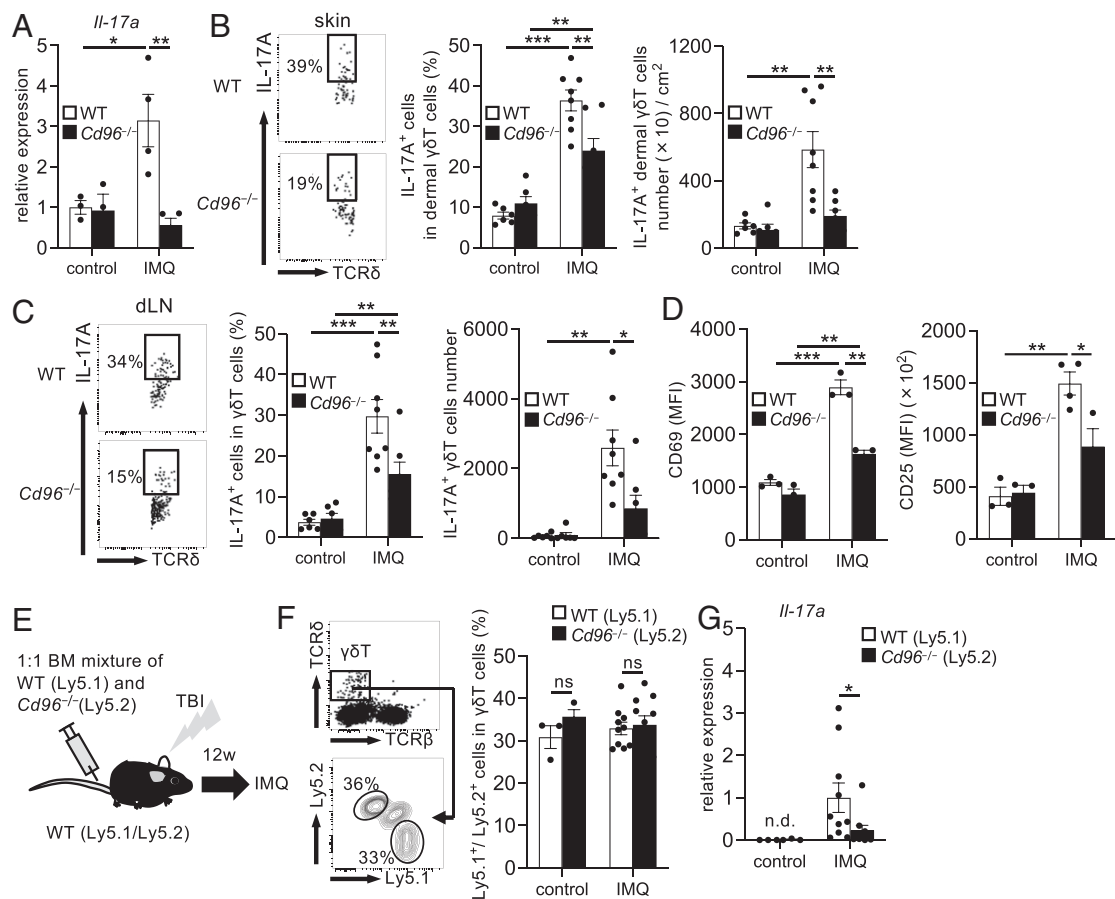 A
Il-17a
relative expression
5
4
3
2
1
0
* **
WT
Cd96−/−
control IMQ
B
skin
IL-17A
WT
39%
Cd96−/−
19%
TCRδ
IL-17A+ cells
in dermal γδT cells (%)
50
40
30
20
10
0
**
*** **
WT
Cd96−/−
control IMQ
IL-17A+ dermal γδT cells
number (×10) / cm2
1200
800
400
0
** **
WT
Cd96−/−
control IMQ
C
dLN
IL-17A
WT
34%
Cd96−/−
15%
TCRδ
IL-17A+ cells in γδT cells (%)
50
40
30
20
10
0
**
*** **
WT
Cd96−/−
control IMQ
IL-17A+ γδT cells number
6000
4000
2000
0
** *
WT
Cd96−/−
control IMQ
D
CD69 (MFI)
4000
3000
2000
1000
0
**
*** **
WT
Cd96−/−
control IMQ
CD25 (MFI) (×102)
2000
1500
1000
500
0
** *
WT
Cd96−/−
control IMQ
E
1:1 BM mixture of
WT (Ly5.1) and
Cd96−/−(Ly5.2)
TBI
12w
IMQ
WT (Ly5.1/Ly5.2)
F
TCRδ
γδT
TCRβ
Ly5.2
36%
33%
Ly5.1
WT (Ly5.1)
Cd96−/− (Ly5.2)
Ly5.1+/ Ly5.2+ cells in γδT cells (%)
50
40
30
20
10
0
ns ns
control IMQ
G
Il-17a
WT (Ly5.1)
Cd96−/− (Ly5.2)
relative expression
5
4
3
2
1
0
*
n.d.
control IMQ